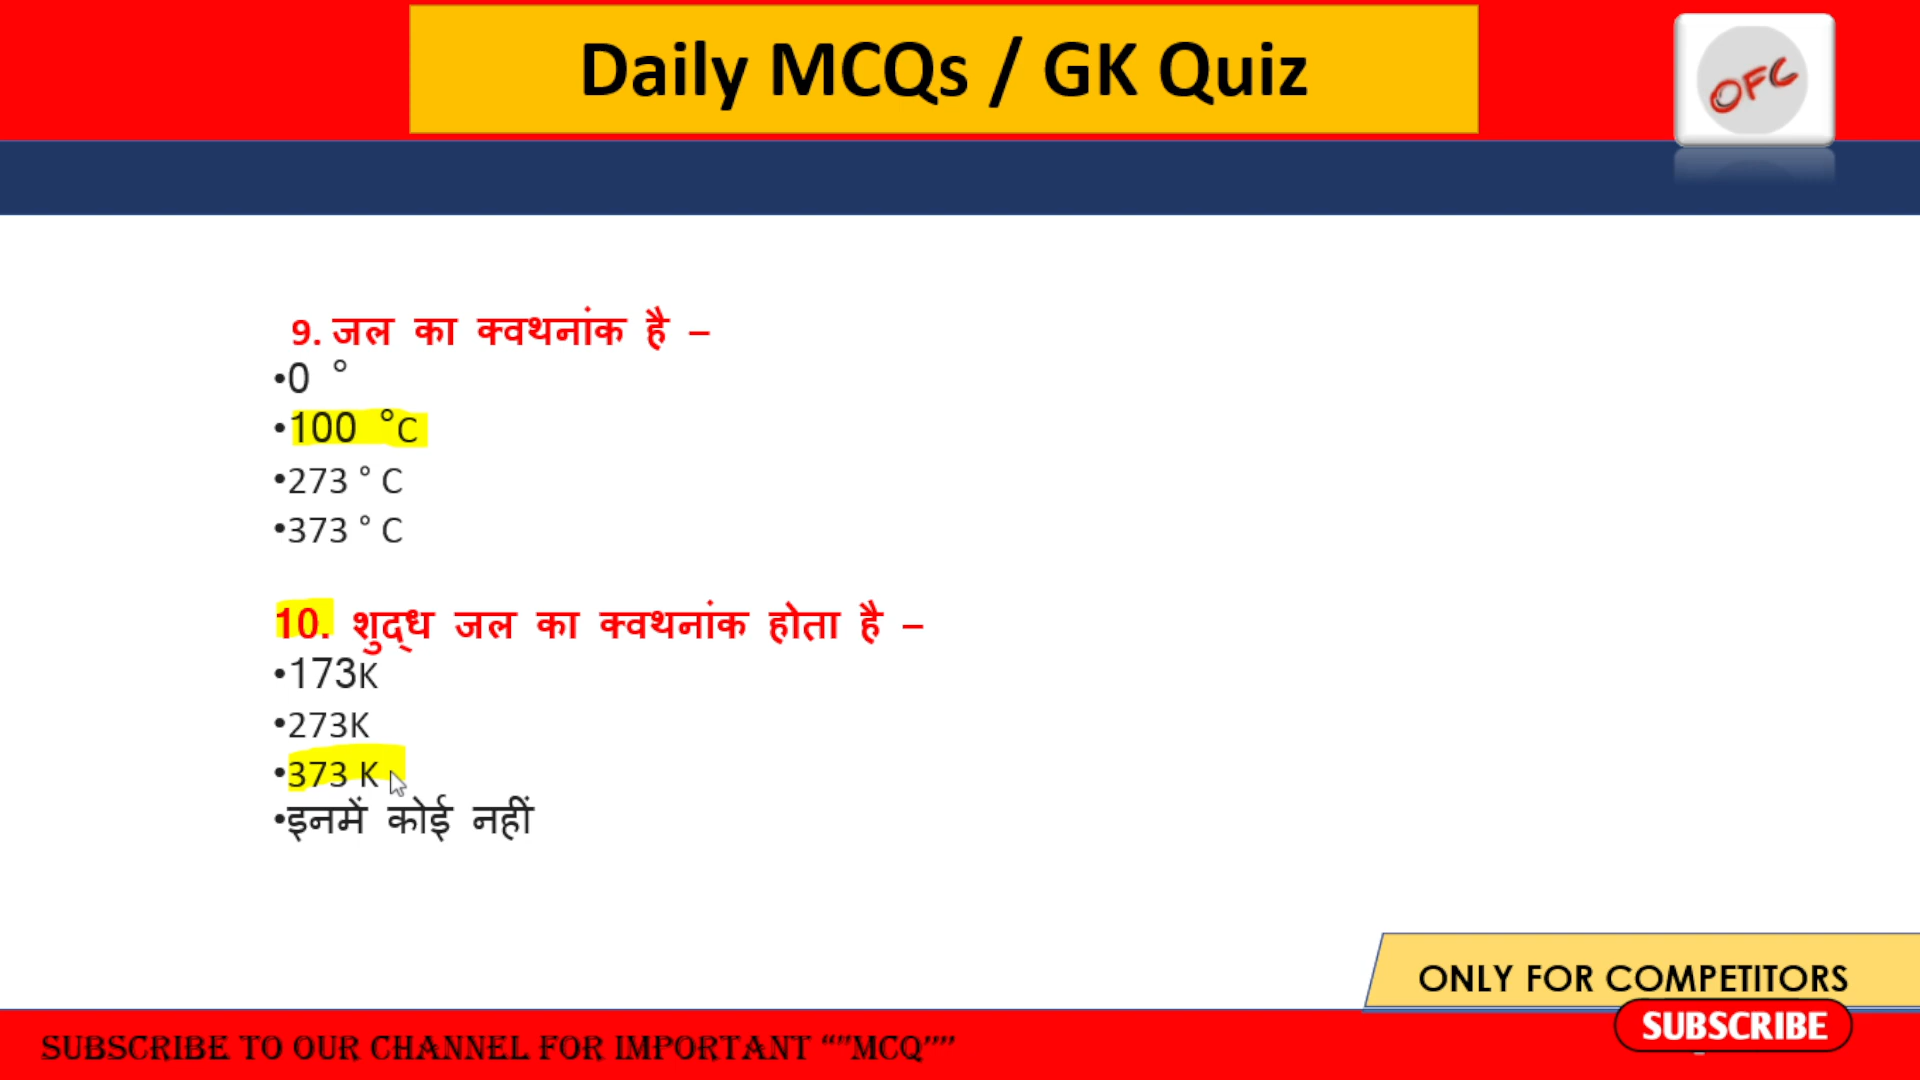 Daily MCQs / GK Quiz
OFC
9. जल का क्वथनांक है –
•0 °
•100 °C
•273 ° C
•373 ° C
10. शुद्ध जल का क्वथनांक होता है –
•173K
•273K
•373 K
•इनमें कोई नहीं
ONLY FOR COMPETITORS
SUBSCRIBE
SUBSCRIBE TO OUR CHANNEL FOR IMPORTANT “”MCQ””